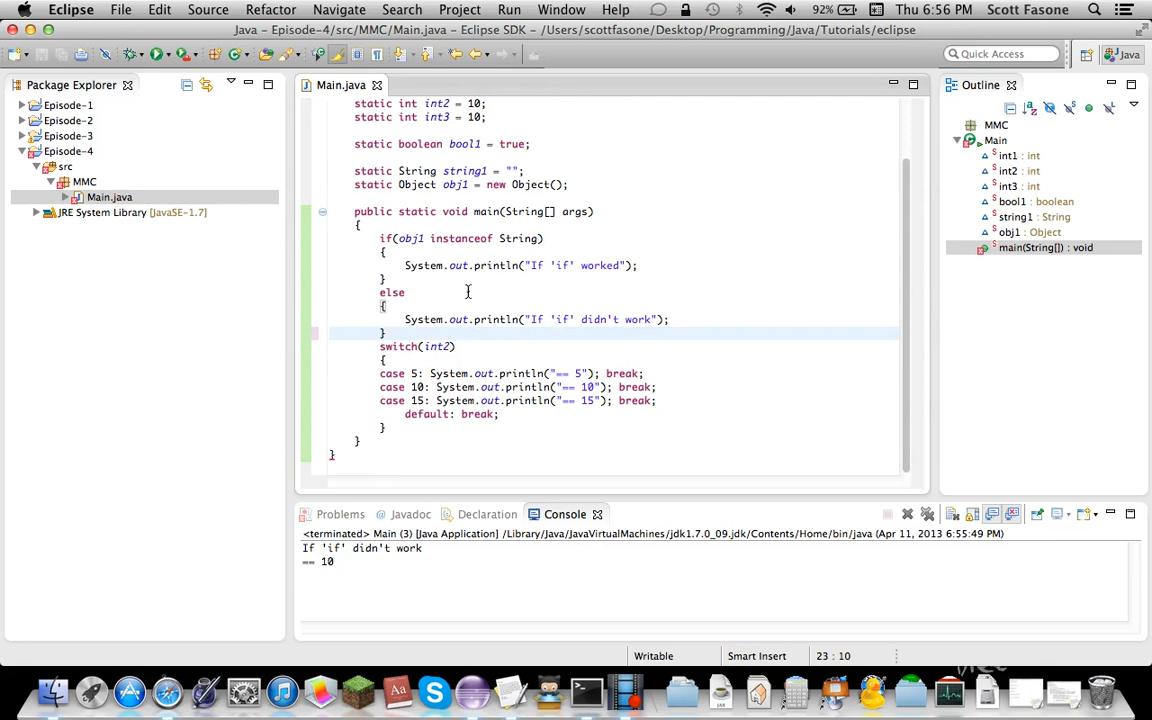 Eclipse File Edit Source Refactor Navigate Search Project Run Window Help 92% Thu 6:56 PM Scott Fasone
Java - Episode-4/src/MMC/Main.java - Eclipse SDK - /Users/scottfasone/Desktop/Programming/Java/Tutorials/eclipse
Quick Access
Java
Package Explorer
Episode-1
Episode-2
Episode-3
Episode-4
src
MMC
Main.java
JRE System Library [JavaSE-1.7]
Main.java
static int int2 = 10;
static int int3 = 10;
static boolean bool1 = true;
static String string1 = "";
static Object obj1 = new Object();
public static void main(String[] args)
{
if(obj1 instanceof String)
{
System.out.println("If 'if' worked");
}
else
{
System.out.println("If 'if' didn't work");
}
switch(int2)
{
case 5: System.out.println("== 5"); break;
case 10: System.out.println("== 10"); break;
case 15: System.out.println("== 15"); break;
default: break;
}
}
}
Outline
MMC
Main
int1 : int
int2 : int
int3 : int
bool1 : boolean
string1 : String
obj1 : Object
main(String[]) : void
Problems Javadoc Declaration Console
<terminated> Main (3) [Java Application] /Library/Java/JavaVirtualMachines/jdk1.7.0_09.jdk/Contents/Home/bin/java (Apr 11, 2013 6:55:49 PM)
If 'if' didn't work
== 10
Writable Smart Insert 23 : 10